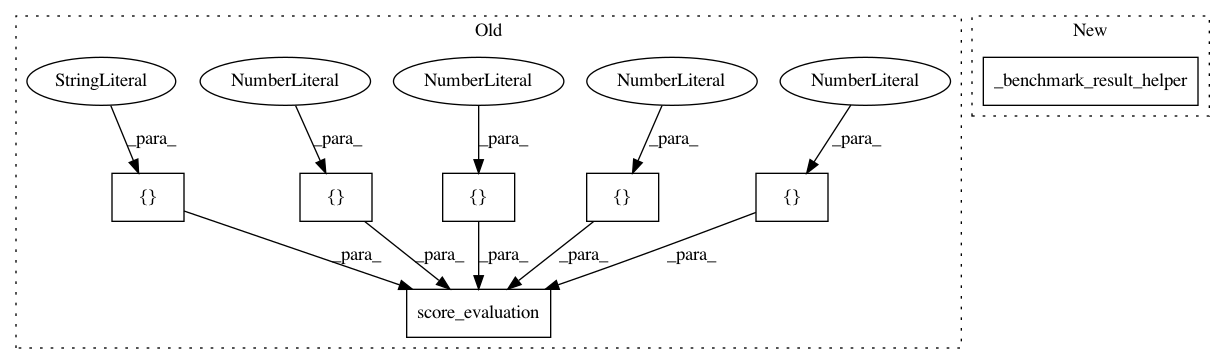 Old
New
StringLiteral
NumberLiteral
NumberLiteral
NumberLiteral
NumberLiteral
_benchmark_result_helper
_para_
_para_
_para_
_para_
_para_
{}
{}
{}
{}
{}
_para_
_para_
_para_
_para_
_para_
score_evaluation